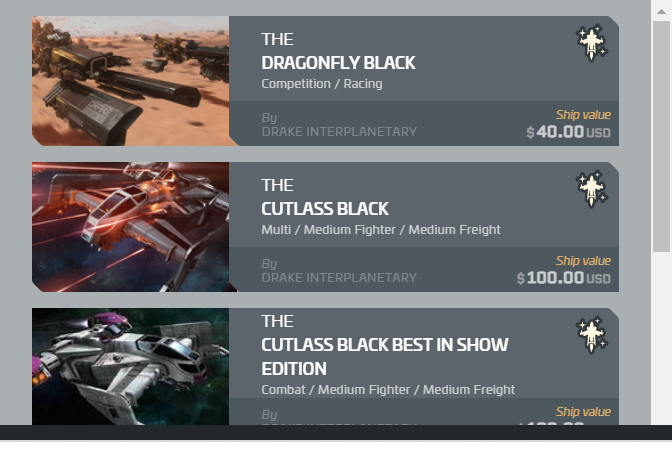 THE
DRAGONFLY BLACK
Competition / Racing
By
DRAKE INTERPLANETARY
Ship value
$40.00 USD
THE
CUTLASS BLACK
Multi / Medium Fighter / Medium Freight
By
DRAKE INTERPLANETARY
Ship value
$100.00 USD
THE
CUTLASS BLACK BEST IN SHOW
EDITION
Combat / Medium Fighter / Medium Freight
By
Ship value